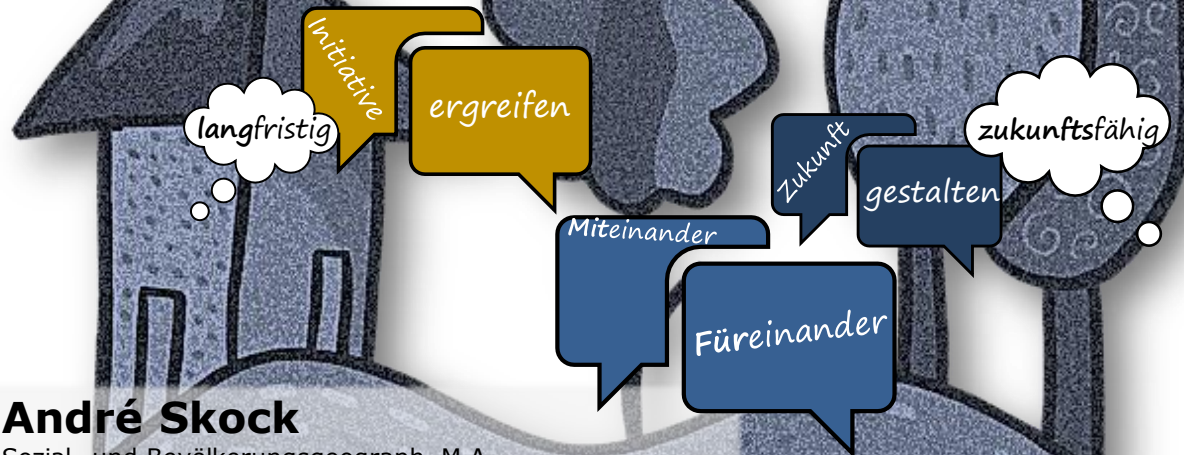 Initiative
ergreifen
langfristig
Zukunft
gestalten
zukunftsfähig
Miteinander
Füreinander
André Skock
Sozial- und Bevölkerungsgeograph, M.A.